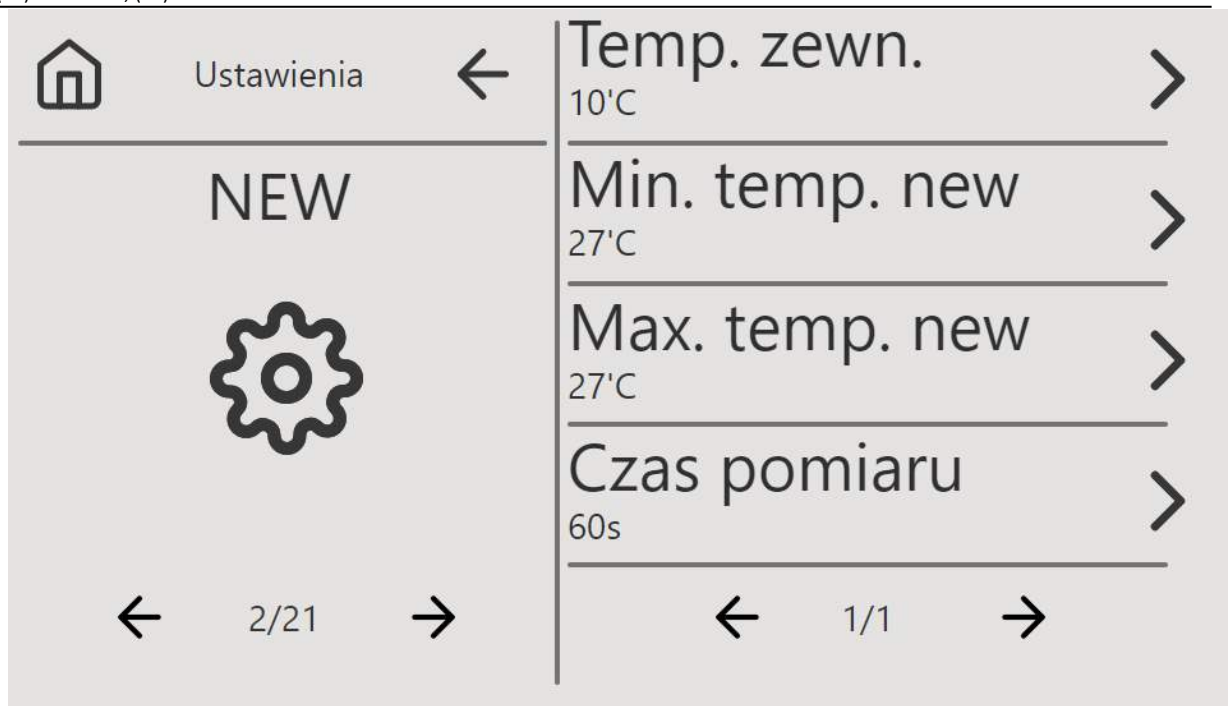 Ustawienia
NEW
2/21
Temp. zewn.
10'C
Min. temp. new
27'C
Max. temp. new
27'C
Czas pomiaru
60s
1/1